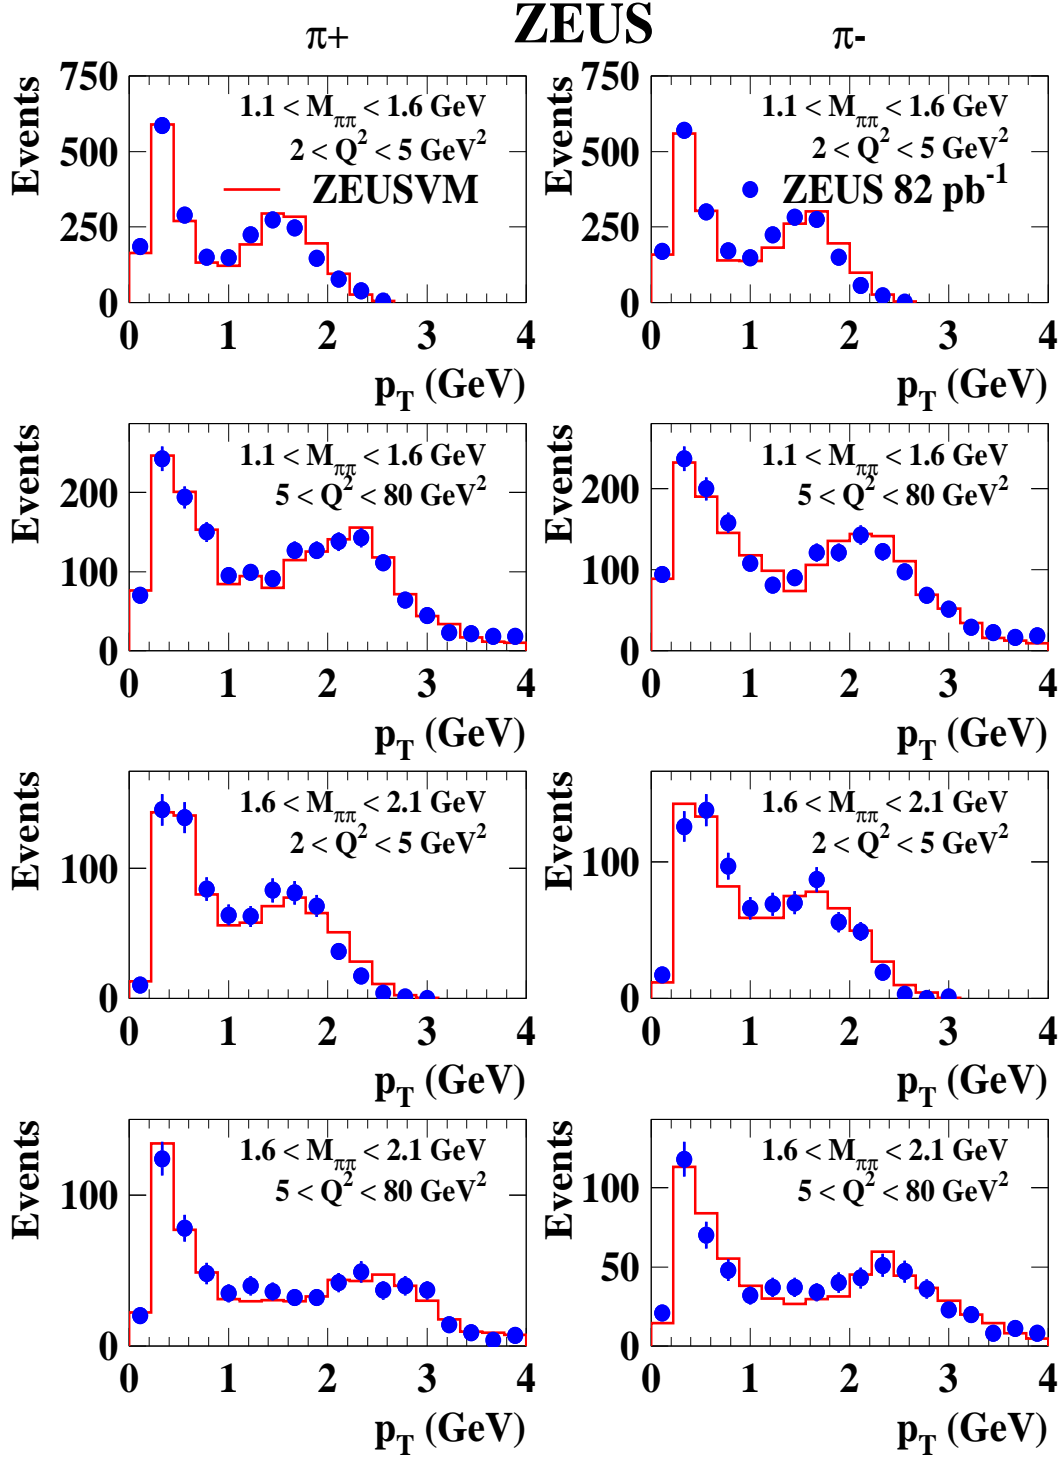 ZEUS
π+ π-
750 750
1.1 < Mππ < 1.6 GeV 1.1 < Mππ < 1.6 GeV
2 < Q² < 5 GeV² 2 < Q² < 5 GeV²
Events 500 Events 500
ZEUSVM ZEUS 82 pb⁻¹
250 250
0 0
0 1 2 3 4 0 1 2 3 4
pT (GeV) pT (GeV)
1.1 < Mππ < 1.6 GeV 1.1 < Mππ < 1.6 GeV
5 < Q² < 80 GeV² 5 < Q² < 80 GeV²
Events 200 Events 200
100 100
0 0
0 1 2 3 4 0 1 2 3 4
pT (GeV) pT (GeV)
1.6 < Mππ < 2.1 GeV 1.6 < Mππ < 2.1 GeV
2 < Q² < 5 GeV² 2 < Q² < 5 GeV²
Events 100 Events 100
0 0
0 1 2 3 4 0 1 2 3 4
pT (GeV) pT (GeV)
1.6 < Mππ < 2.1 GeV 1.6 < Mππ < 2.1 GeV
5 < Q² < 80 GeV² 5 < Q² < 80 GeV²
Events 100 Events 100
50
0 0
0 1 2 3 4 0 1 2 3 4
pT (GeV) pT (GeV)